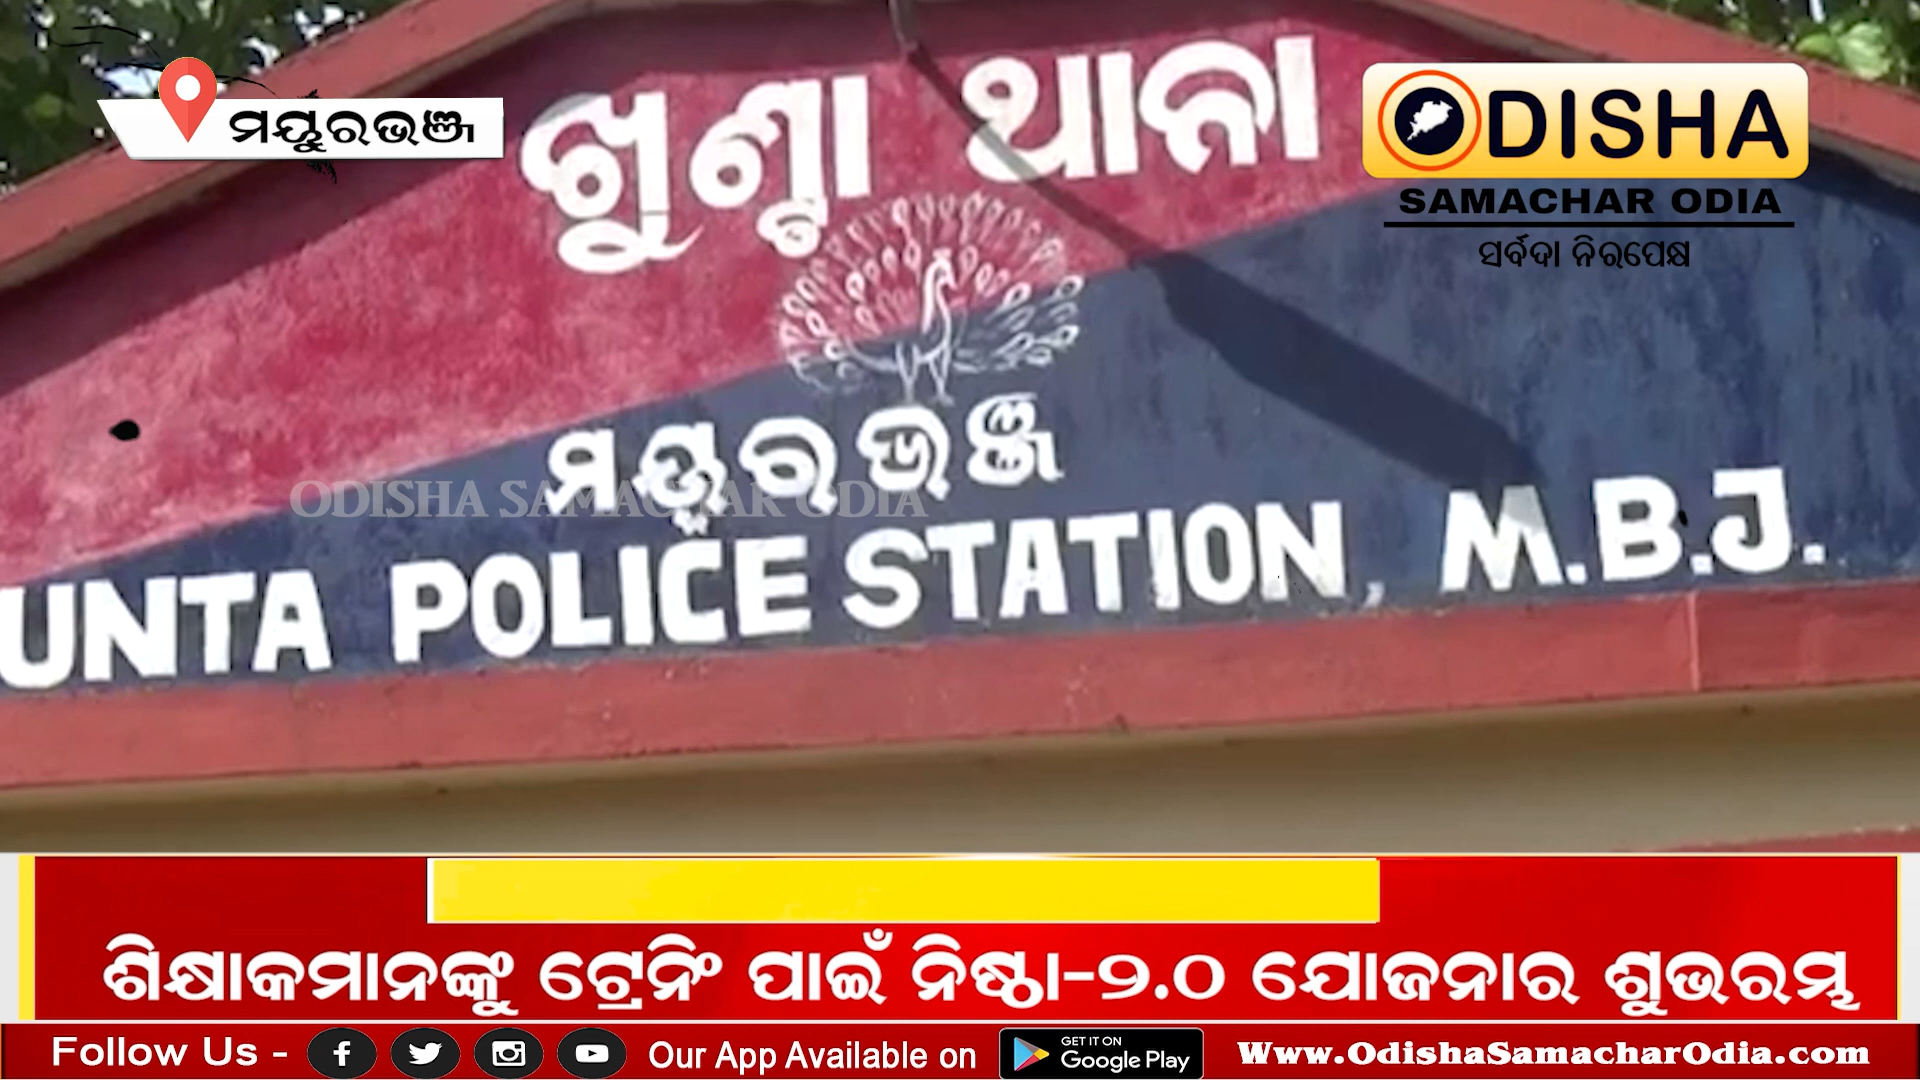 ମୟୂରଭଞ୍ଜ
ODISHA
SAMACHAR ODIA
ସର୍ବଦା ନିରପେକ୍ଷ
ଖୁଣ୍ଟା ଥାନା
ମୟୂରଭଞ୍ଜ
ODISHA SAMACHAR ODIA
UNTA POLICE STATION, M.B.J.
ଶିକ୍ଷାକମାନଙ୍କୁ ଟ୍ରେନିଂ ପାଇଁ ନିଷ୍ଠା-୨.୦ ଯୋଜନାର ଶୁଭରମ୍ଭ
Follow Us - Our App Available on GET IT ON Google Play Www.OdishaSamacharOdia.com